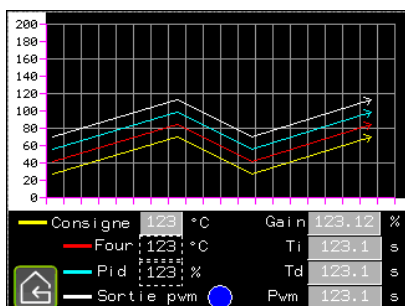 200
180
160
140
120
100
80
60
40
20
0
Consigne 123 °C Gain 123.12 %
Four 123 °C Ti 123.1 s
Pid 123 % Td 123.1 s
Sortie pwm Pwm 123.1 s